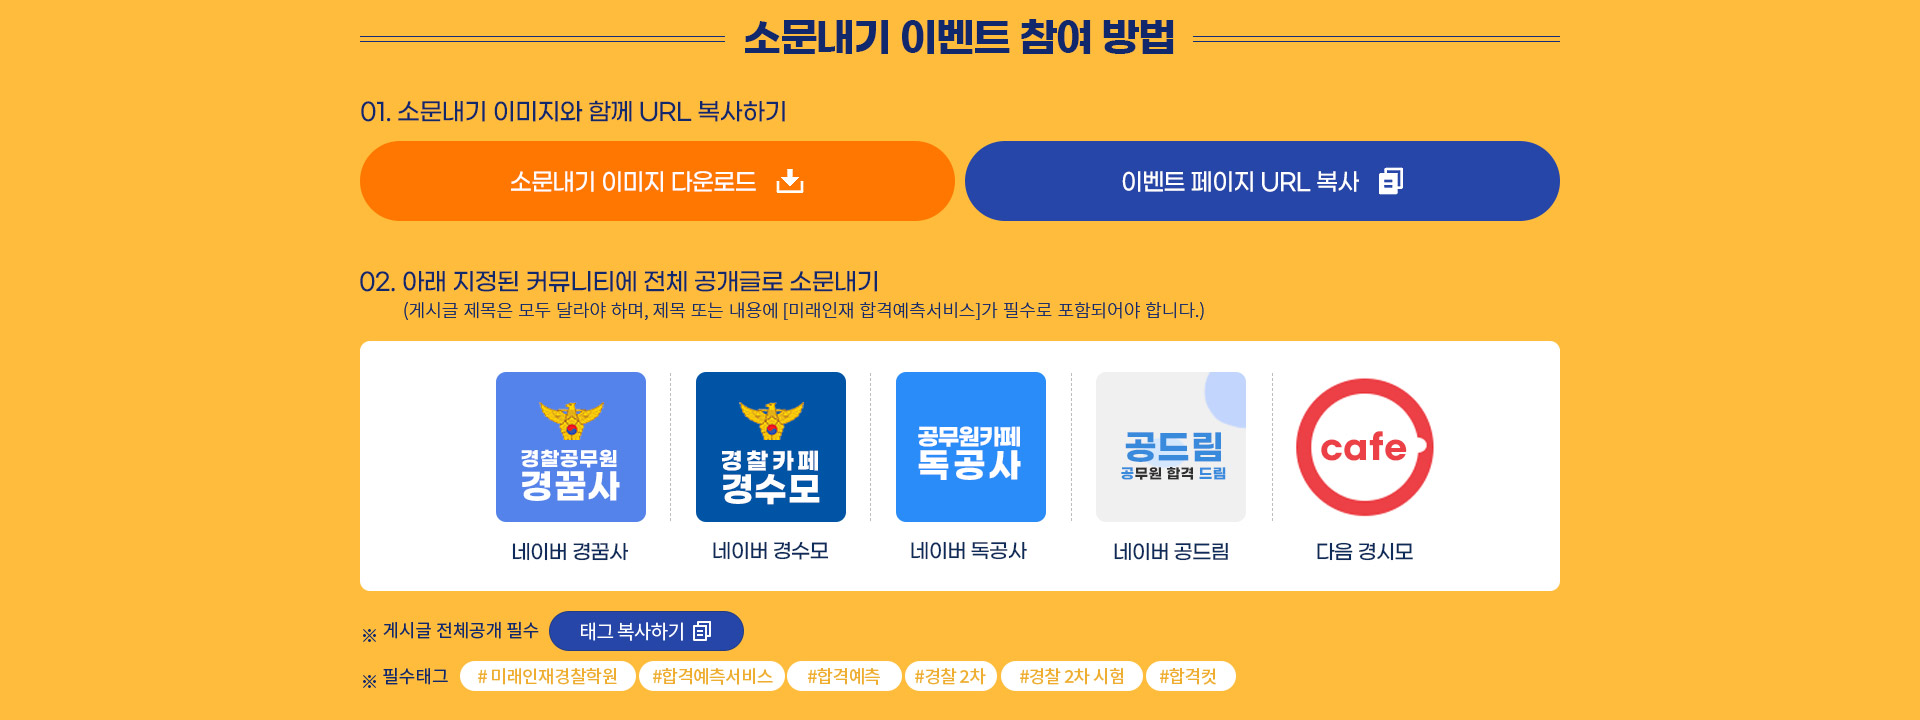 소문내기 이벤트 참여 방법
01. 소문내기 이미지와 함께 URL 복사하기
소문내기 이미지 다운로드
이벤트 페이지 URL 복사
02. 아래 지정된 커뮤니티에 전체 공개글로 소문내기
(게시글 제목은 모두 달라야 하며, 제목 또는 내용에 [미래인재 합격예측서비스]가 필수로 포함되어야 합니다.)
경찰공무원
경꿈사
네이버 경꿈사
경찰카페
경수모
네이버 경수모
공무원카페
독공사
네이버 독공사
공드림
공무원 합격 드림
네이버 공드림
cafe
다음 경시모
※ 게시글 전체공개 필수
태그 복사하기
※ 필수태그
# 미래인재경찰학원
#합격예측서비스
#합격예측
#경찰 2차
#경찰 2차 시험
#합격컷